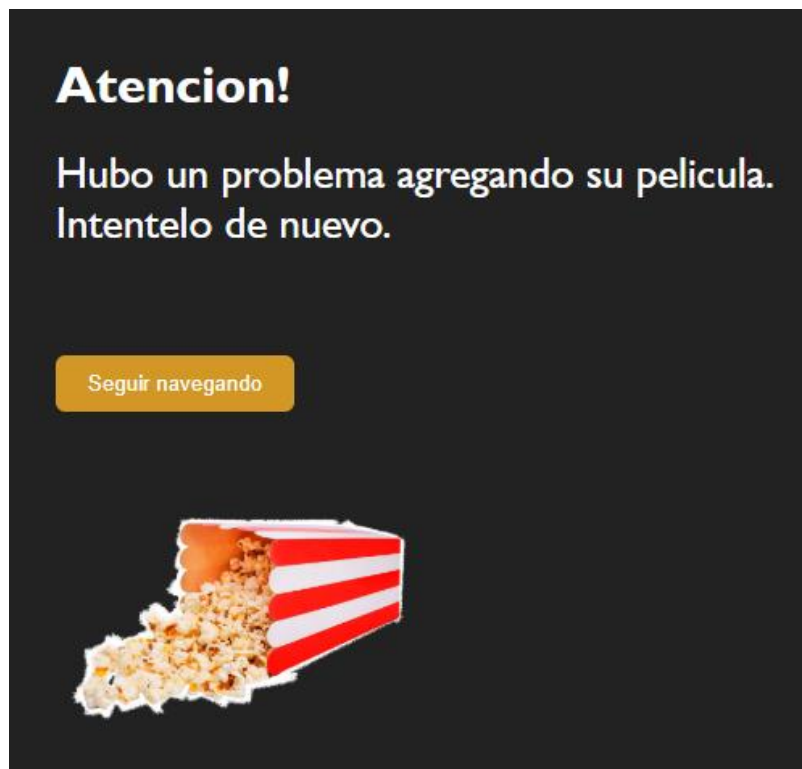 Atencion!
Hubo un problema agregando su pelicula.
Intentelo de nuevo.
Seguir navegando